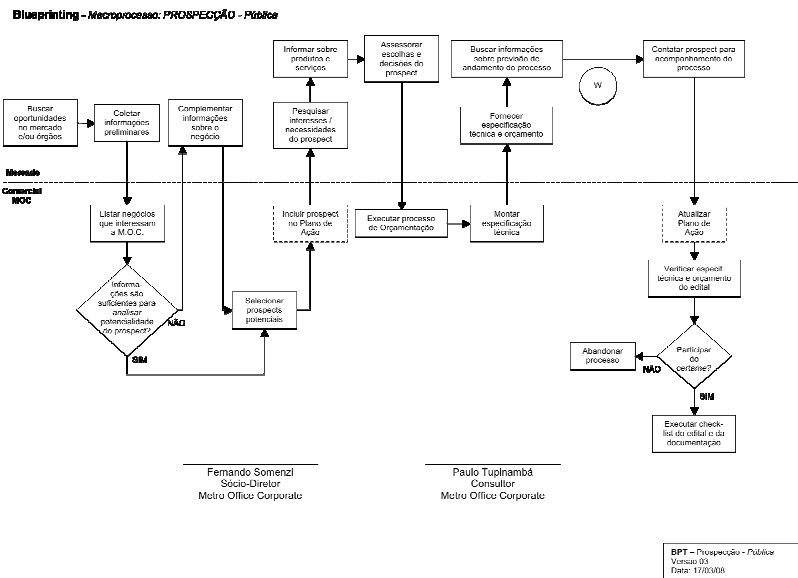 Blueprinting - Macroprocesso: PROSPECÇÃO - Pública
Buscar
oportunidades
no mercado
e/ou órgãos
Coletar
informações
preliminares
Complementar
informações
sobre o
negócio
Informar sobre
produtos e
serviços
Pesquisar
interesses /
necessidades
do prospect
Assessorar
escolhas e
decisões do
prospect
Buscar informações
sobre previsão de
andamento do processo
Fornecer
especificação
técnica e orçamento
W
Contatar prospect para
acompanhamento do
processo
Mercado
Comercial
MOC
Listar negócios
que interessam
a M.O.C.
Informa-
ções são
suficientes para
analisar
potencialidade
do prospect?
NÃO
SIM
Selecionar
prospects
potenciais
Incluir prospect
no Plano de
Ação
Executar processo
de Orçamentação
Montar
especificação
técnica
Atualizar
Plano de
Ação
Verificar especif.
técnica e orçamento
do edital
Participar
do
certame?
NÃO
SIM
Abandonar
processo
Executar check-
list do edital e da
documentação
Fernando Somenzi
Sócio-Diretor
Metro Office Corporate
Paulo Tupinambá
Consultor
Metro Office Corporate
BPT – Prospecção - Pública
Versão 03
Data: 17/03/08